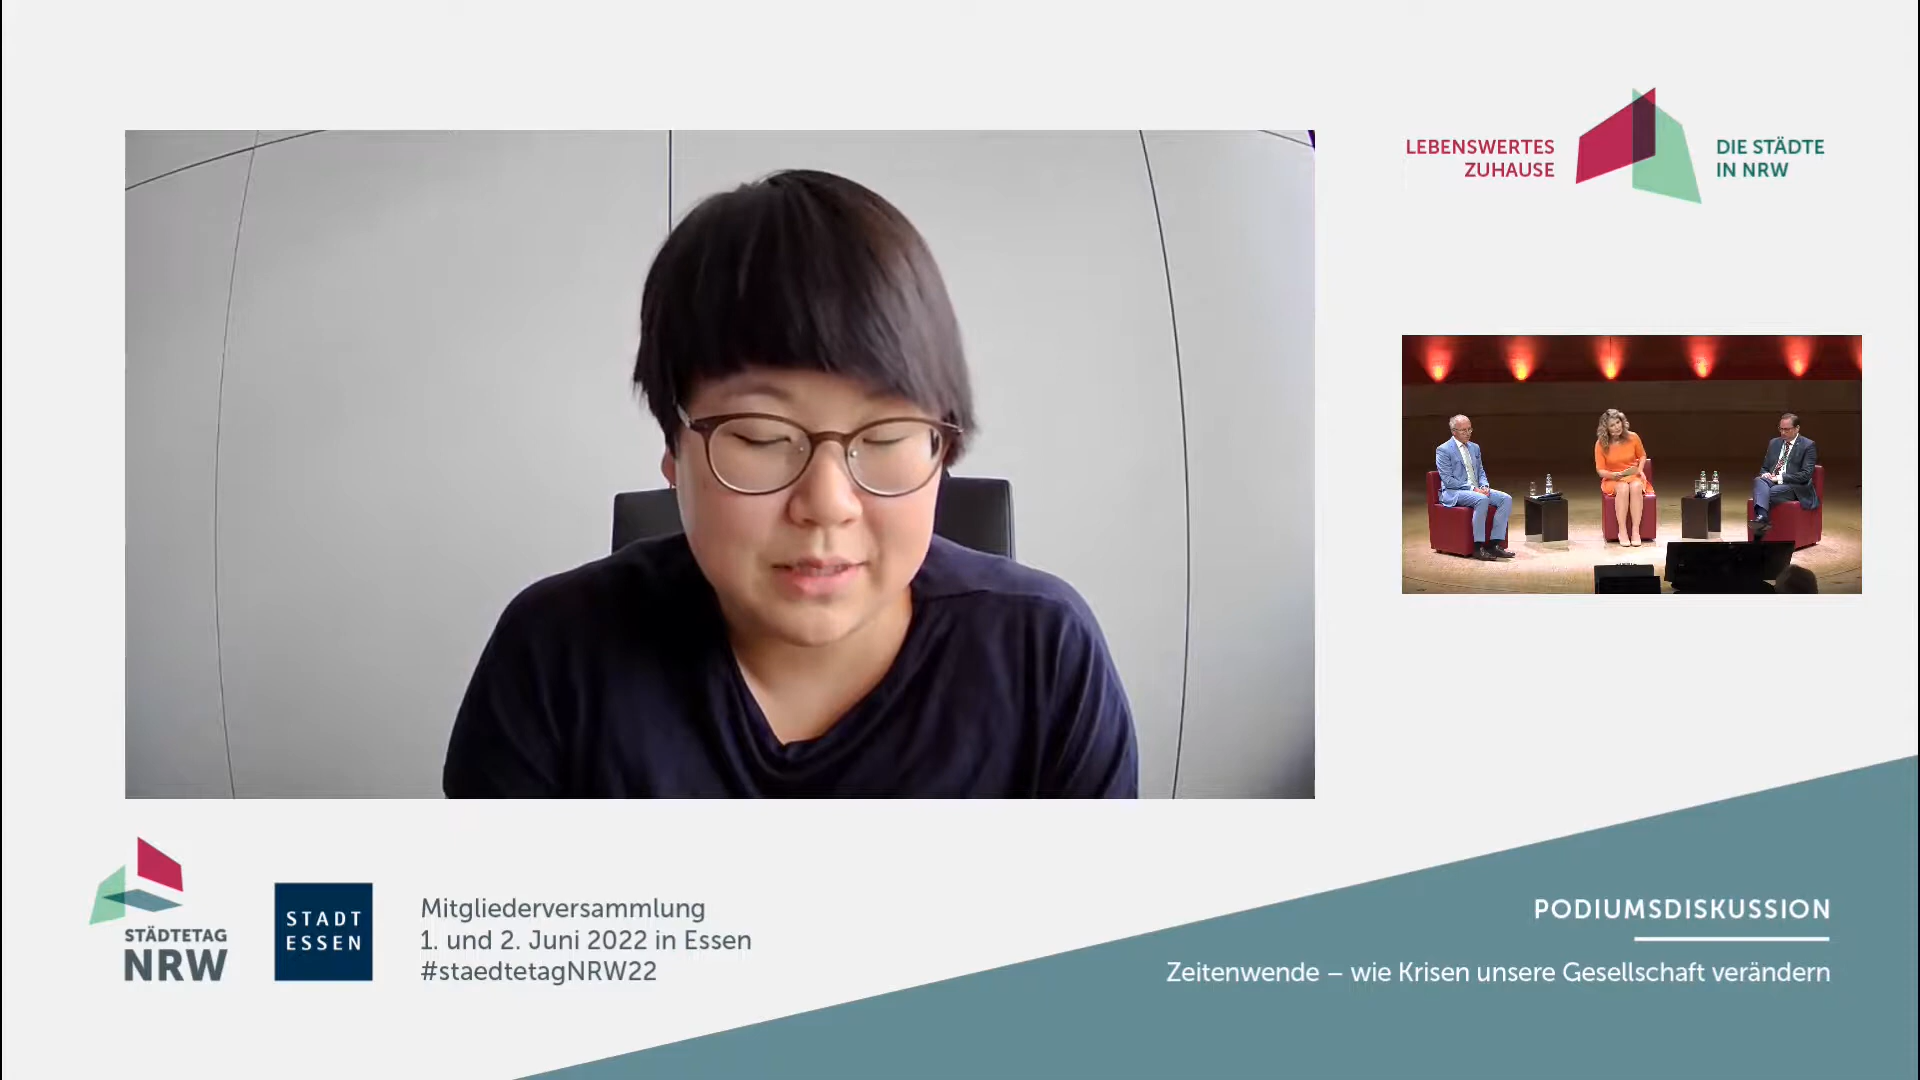 LEBENSWERTES
ZUHAUSE
DIE STÄDTE
IN NRW
STÄDTETAG
NRW
STADT
ESSEN
Mitgliederversammlung
1. und 2. Juni 2022 in Essen
#staedtetagNRW22
PODIUMSDISKUSSION
Zeitenwende – wie Krisen unsere Gesellschaft verändern